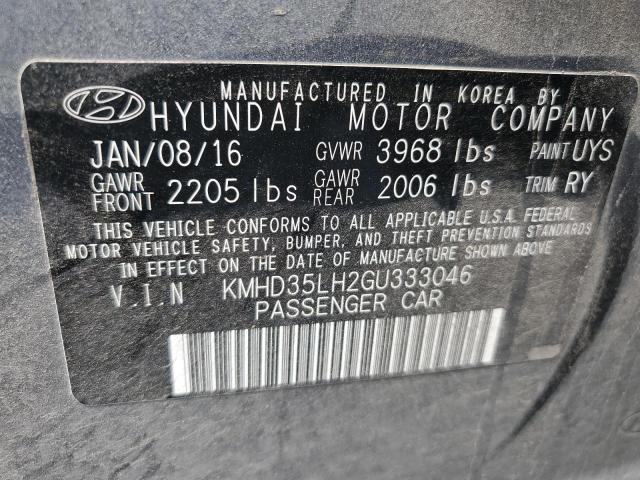 MANUFACTURED IN KOREA BY
HYUNDAI MOTOR COMPANY
JAN/08/16 GVWR 3968 lbs PAINT UYS
GAWR FRONT 2205 lbs GAWR REAR 2006 lbs TRIM RY
THIS VEHICLE CONFORMS TO ALL APPLICABLE U.S.A. FEDERAL
MOTOR VEHICLE SAFETY, BUMPER, AND THEFT PREVENTION STANDARDS
IN EFFECT ON THE DATE OF MANUFACTURE SHOWN ABOVE
V.I.N KMHD35LH2GU333046
PASSENGER CAR